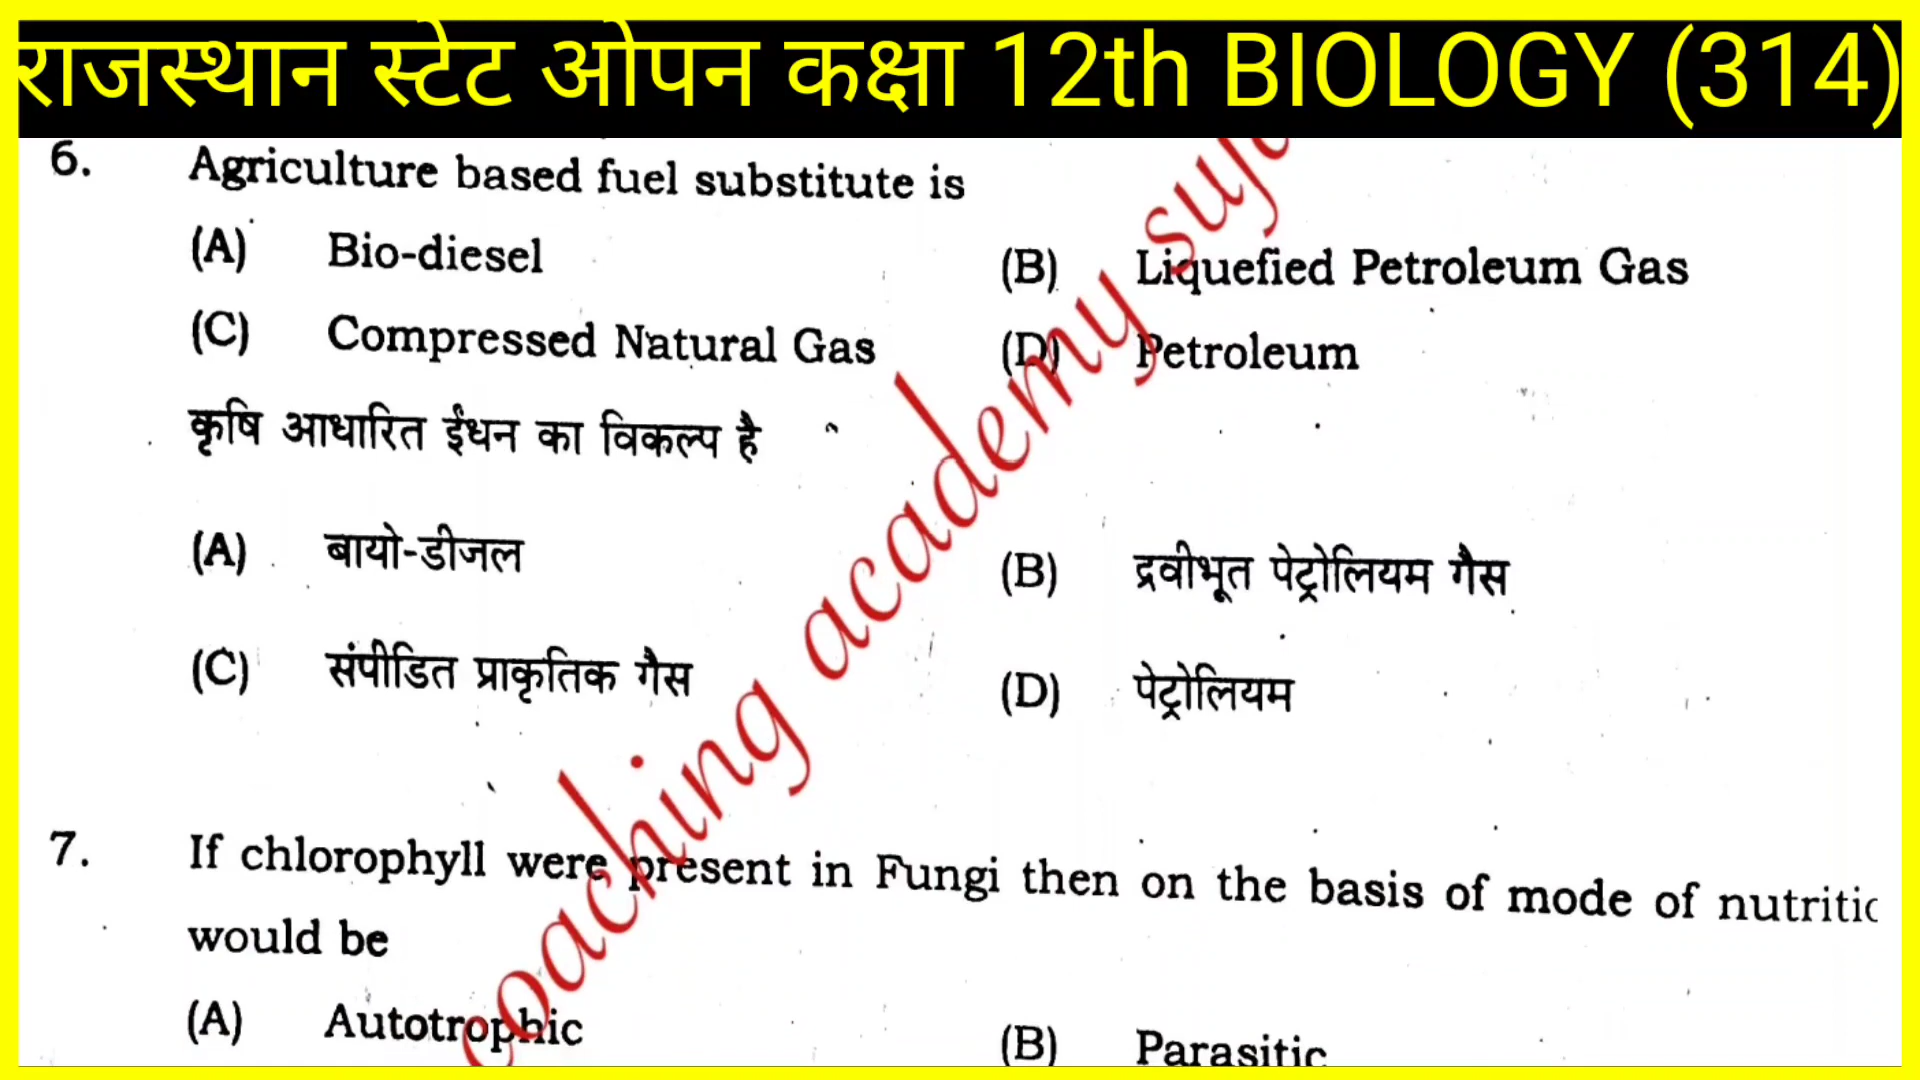 राजस्थान स्टेट ओपन कक्षा 12th BIOLOGY (314)
6. Agriculture based fuel substitute is
(A) Bio-diesel (B) Liquefied Petroleum Gas
(C) Compressed Natural Gas (D) Petroleum
कृषि आधारित ईंधन का विकल्प है
(A) बायो-डीजल (B) द्रवीभूत पेट्रोलियम गैस
(C) संपीडित प्राकृतिक गैस (D) पेट्रोलियम
7. If chlorophyll were present in Fungi then on the basis of mode of
would be
(A) Autotrophic (B) Parasitic
coaching academy